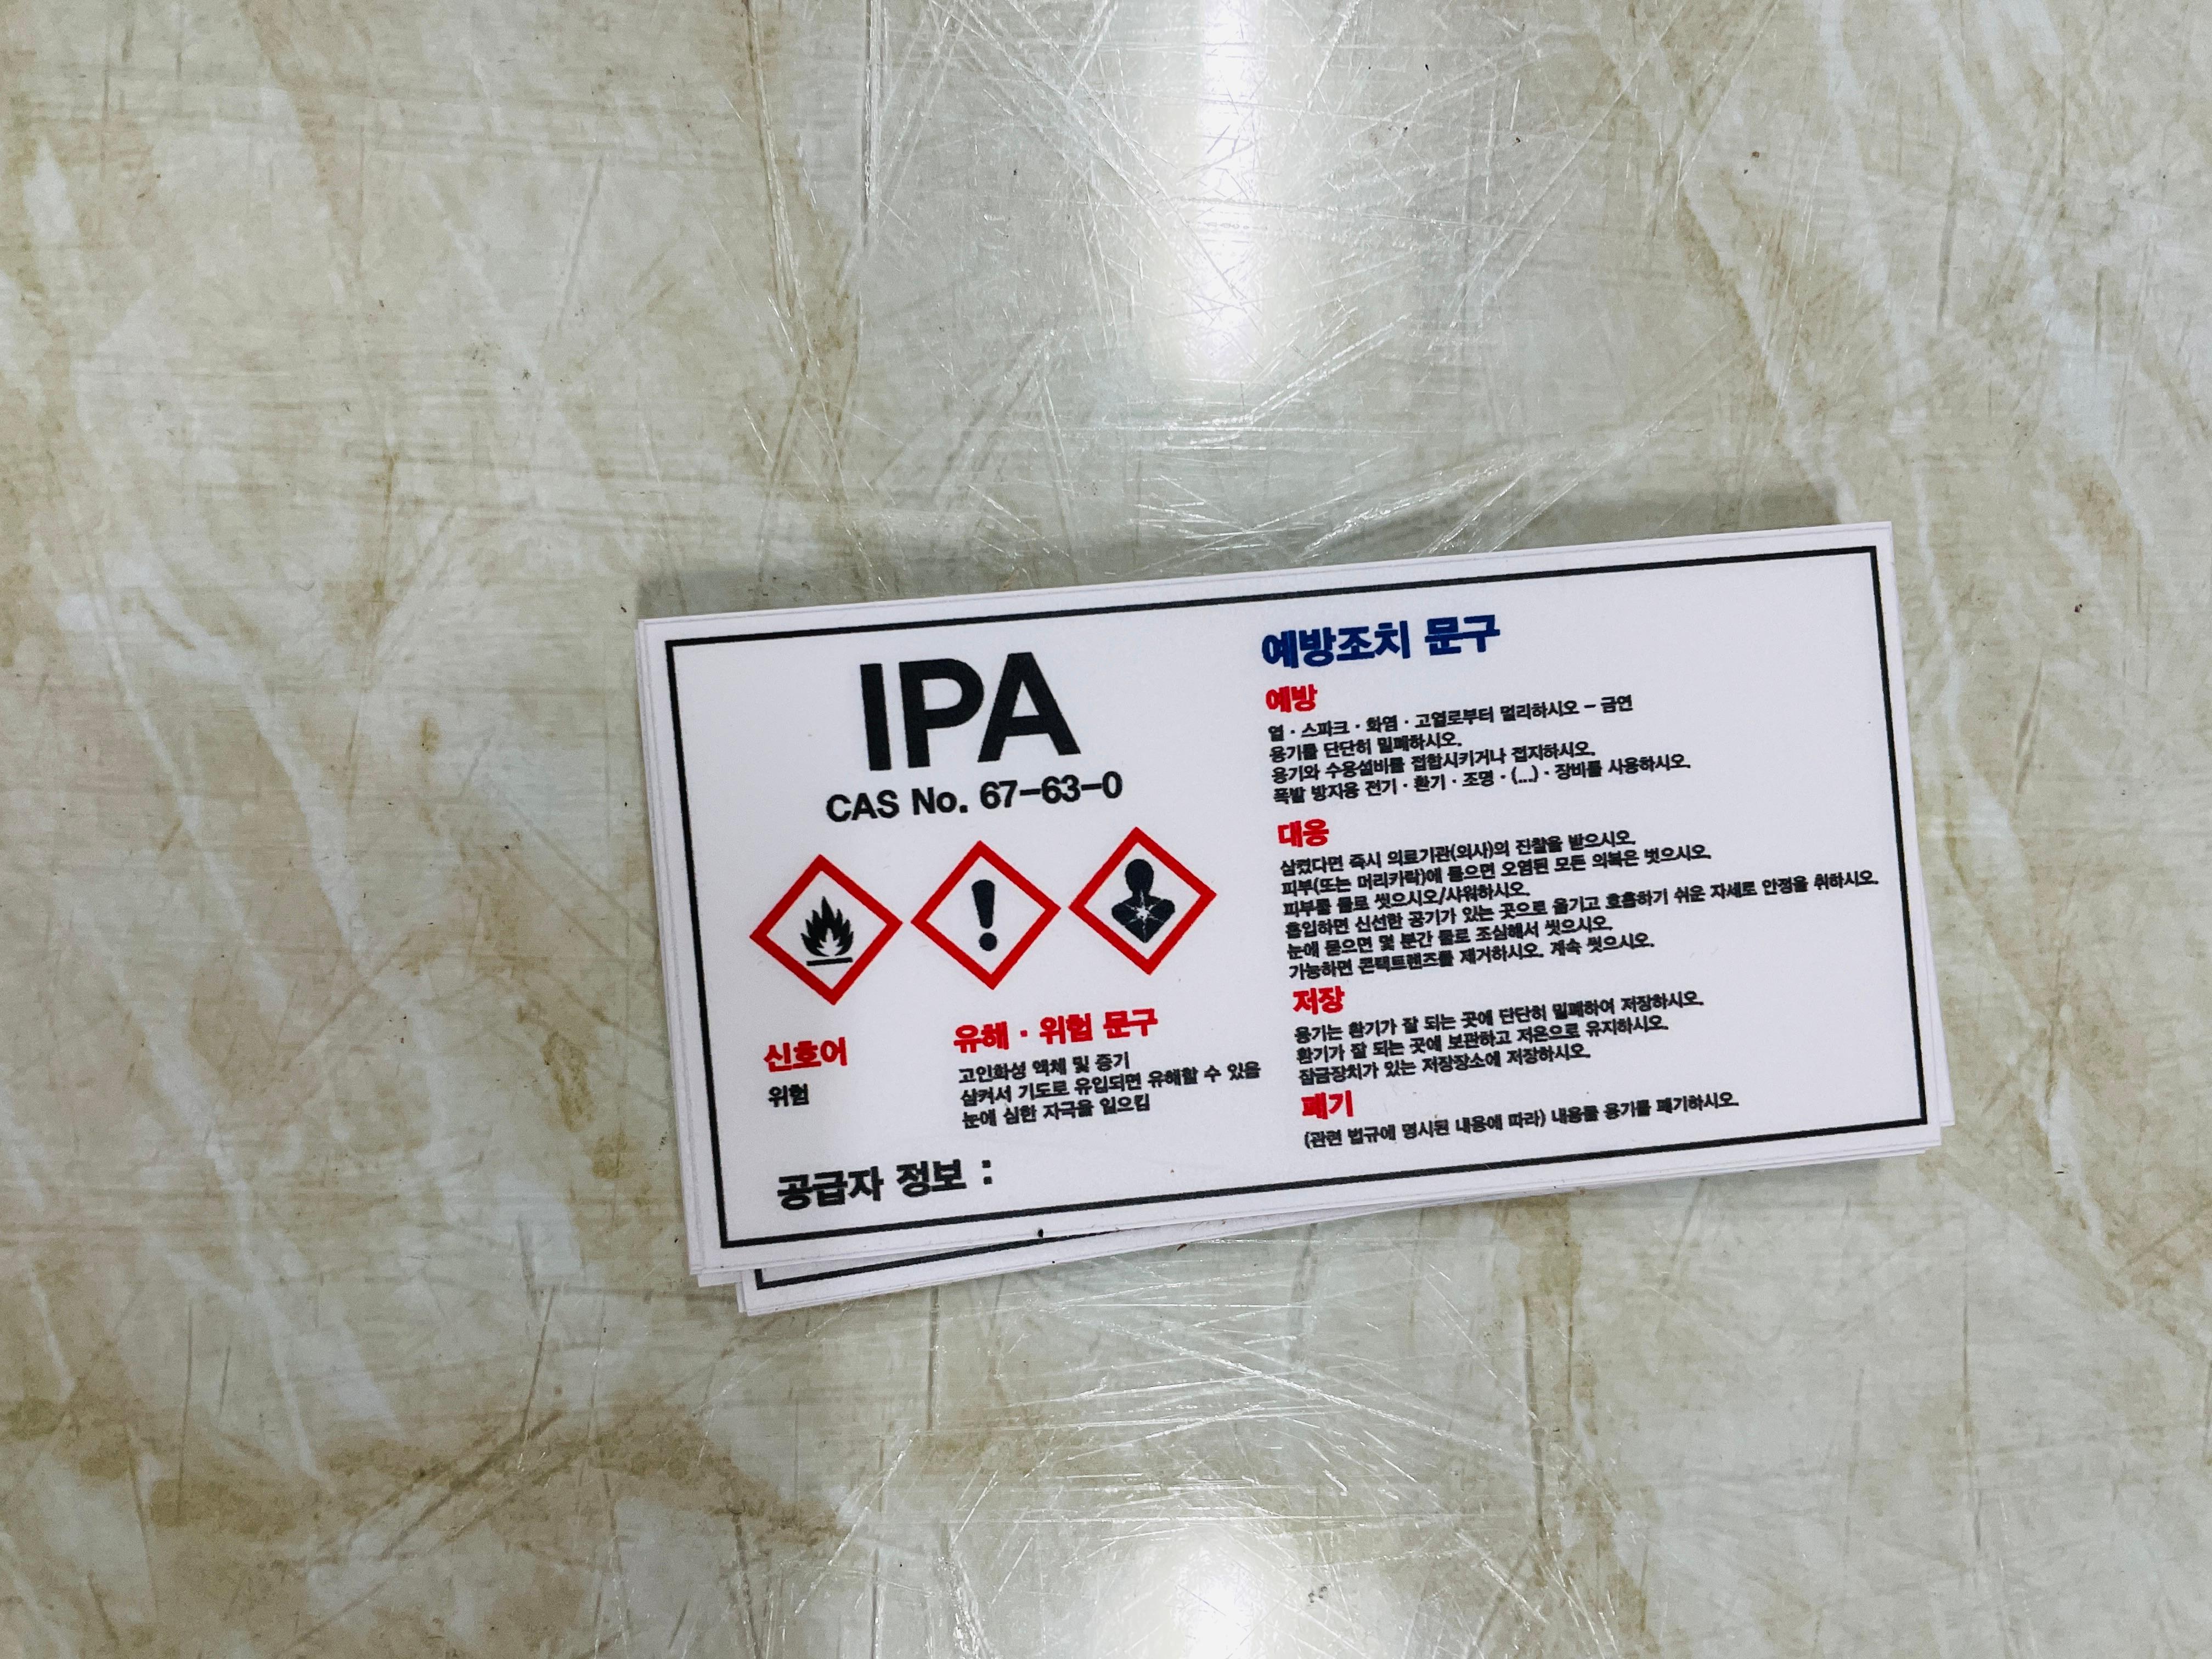 IPA
CAS No. 67-63-0
신호어
위험
유해 · 위험 문구
고인화성 액체 및 증기
삼켜서 기도로 유입되면 유해할 수 있음
눈에 심한 자극을 일으킴
공급자 정보 :
예방조치 문구
예방
열 · 스파크 · 화염 · 고열로부터 멀리하시오 - 금연
용기를 단단히 밀폐하시오.
용기와 수용설비를 접합시키거나 접지하시오.
폭발 방지용 전기 · 환기 · 조명 · (...) · 장비를 사용하시오.
대응
삼켰다면 즉시 의료기관(의사)의 진찰을 받으시오.
피부(또는 머리카락)에 묻으면 오염된 모든 의복은 벗으시오.
피부를 물로 씻으시오/샤워하시오.
흡입하면 신선한 공기가 있는 곳으로 옮기고 호흡하기 쉬운 자세로 안정을 취하시오.
눈에 묻으면 몇 분간 물로 조심해서 씻으시오.
가능하면 콘택트렌즈를 제거하시오. 계속 씻으시오.
저장
용기는 환기가 잘 되는 곳에 단단히 밀폐하여 저장하시오.
환기가 잘 되는 곳에 보관하고 저온으로 유지하시오.
잠금장치가 있는 저장장소에 저장하시오.
폐기
(관련 법규에 명시된 내용에 따라) 내용물 용기를 폐기하시오.